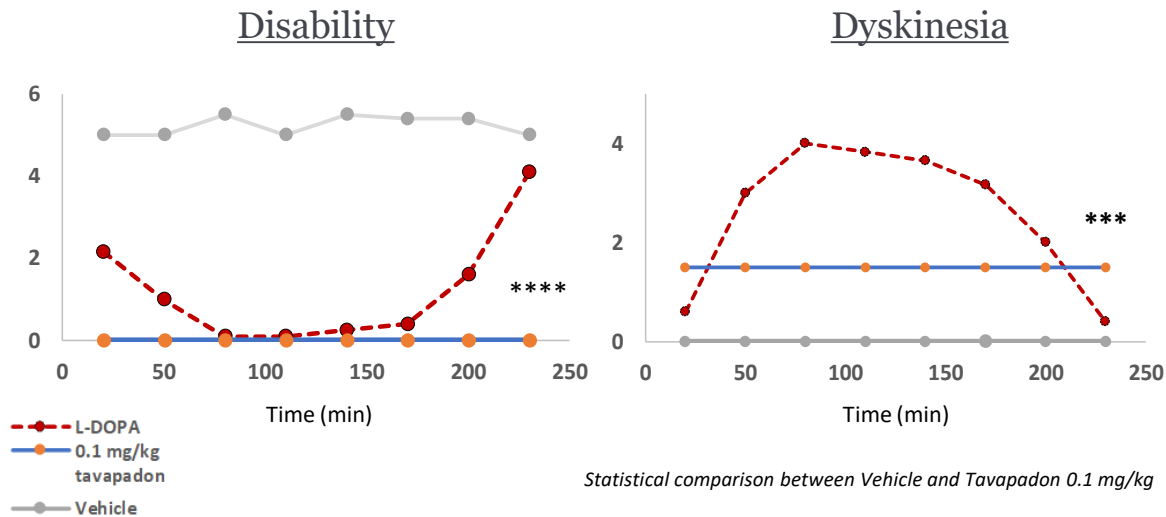 Disability
Dyskinesia
6
4
2
0
0
50
100
150
200
250
Time (min)
****
4
2
0
0
50
100
150
200
250
Time (min)
***
L-DOPA
0.1 mg/kg
tavapadon
Vehicle
Statistical comparison between Vehicle and Tavapadon 0.1 mg/kg